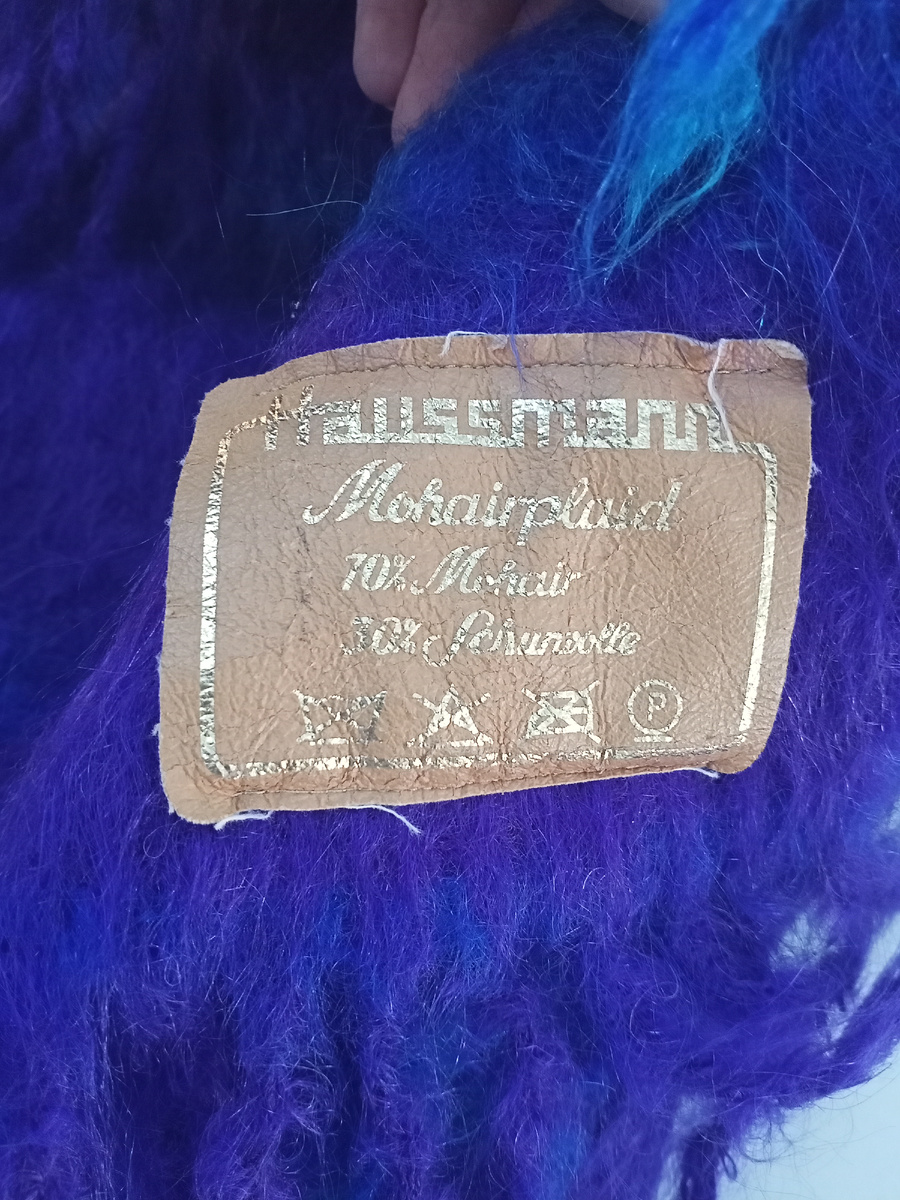 Haussmann
Mohairplaid
70% Mohair
30% Schurwolle
P